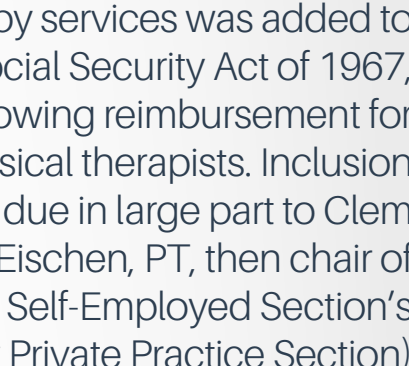 by services was added to
ocial Security Act of 1967,
owing reimbursement for
sical therapists. Inclusion
due in large part to Clem
Eischen, PT, then chair of
Self-Employed Section’s
Private Practice Section)